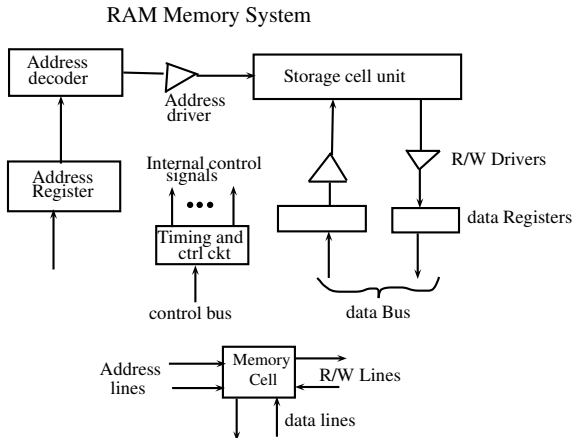 RAM Memory System
Address
decoder
Address
driver
Storage cell unit
R/W Drivers
Address
Register
Internal control
signals
data Registers
Timing and
ctrl ckt
control bus
data Bus
Address
lines
Memory
Cell
R/W Lines
data lines